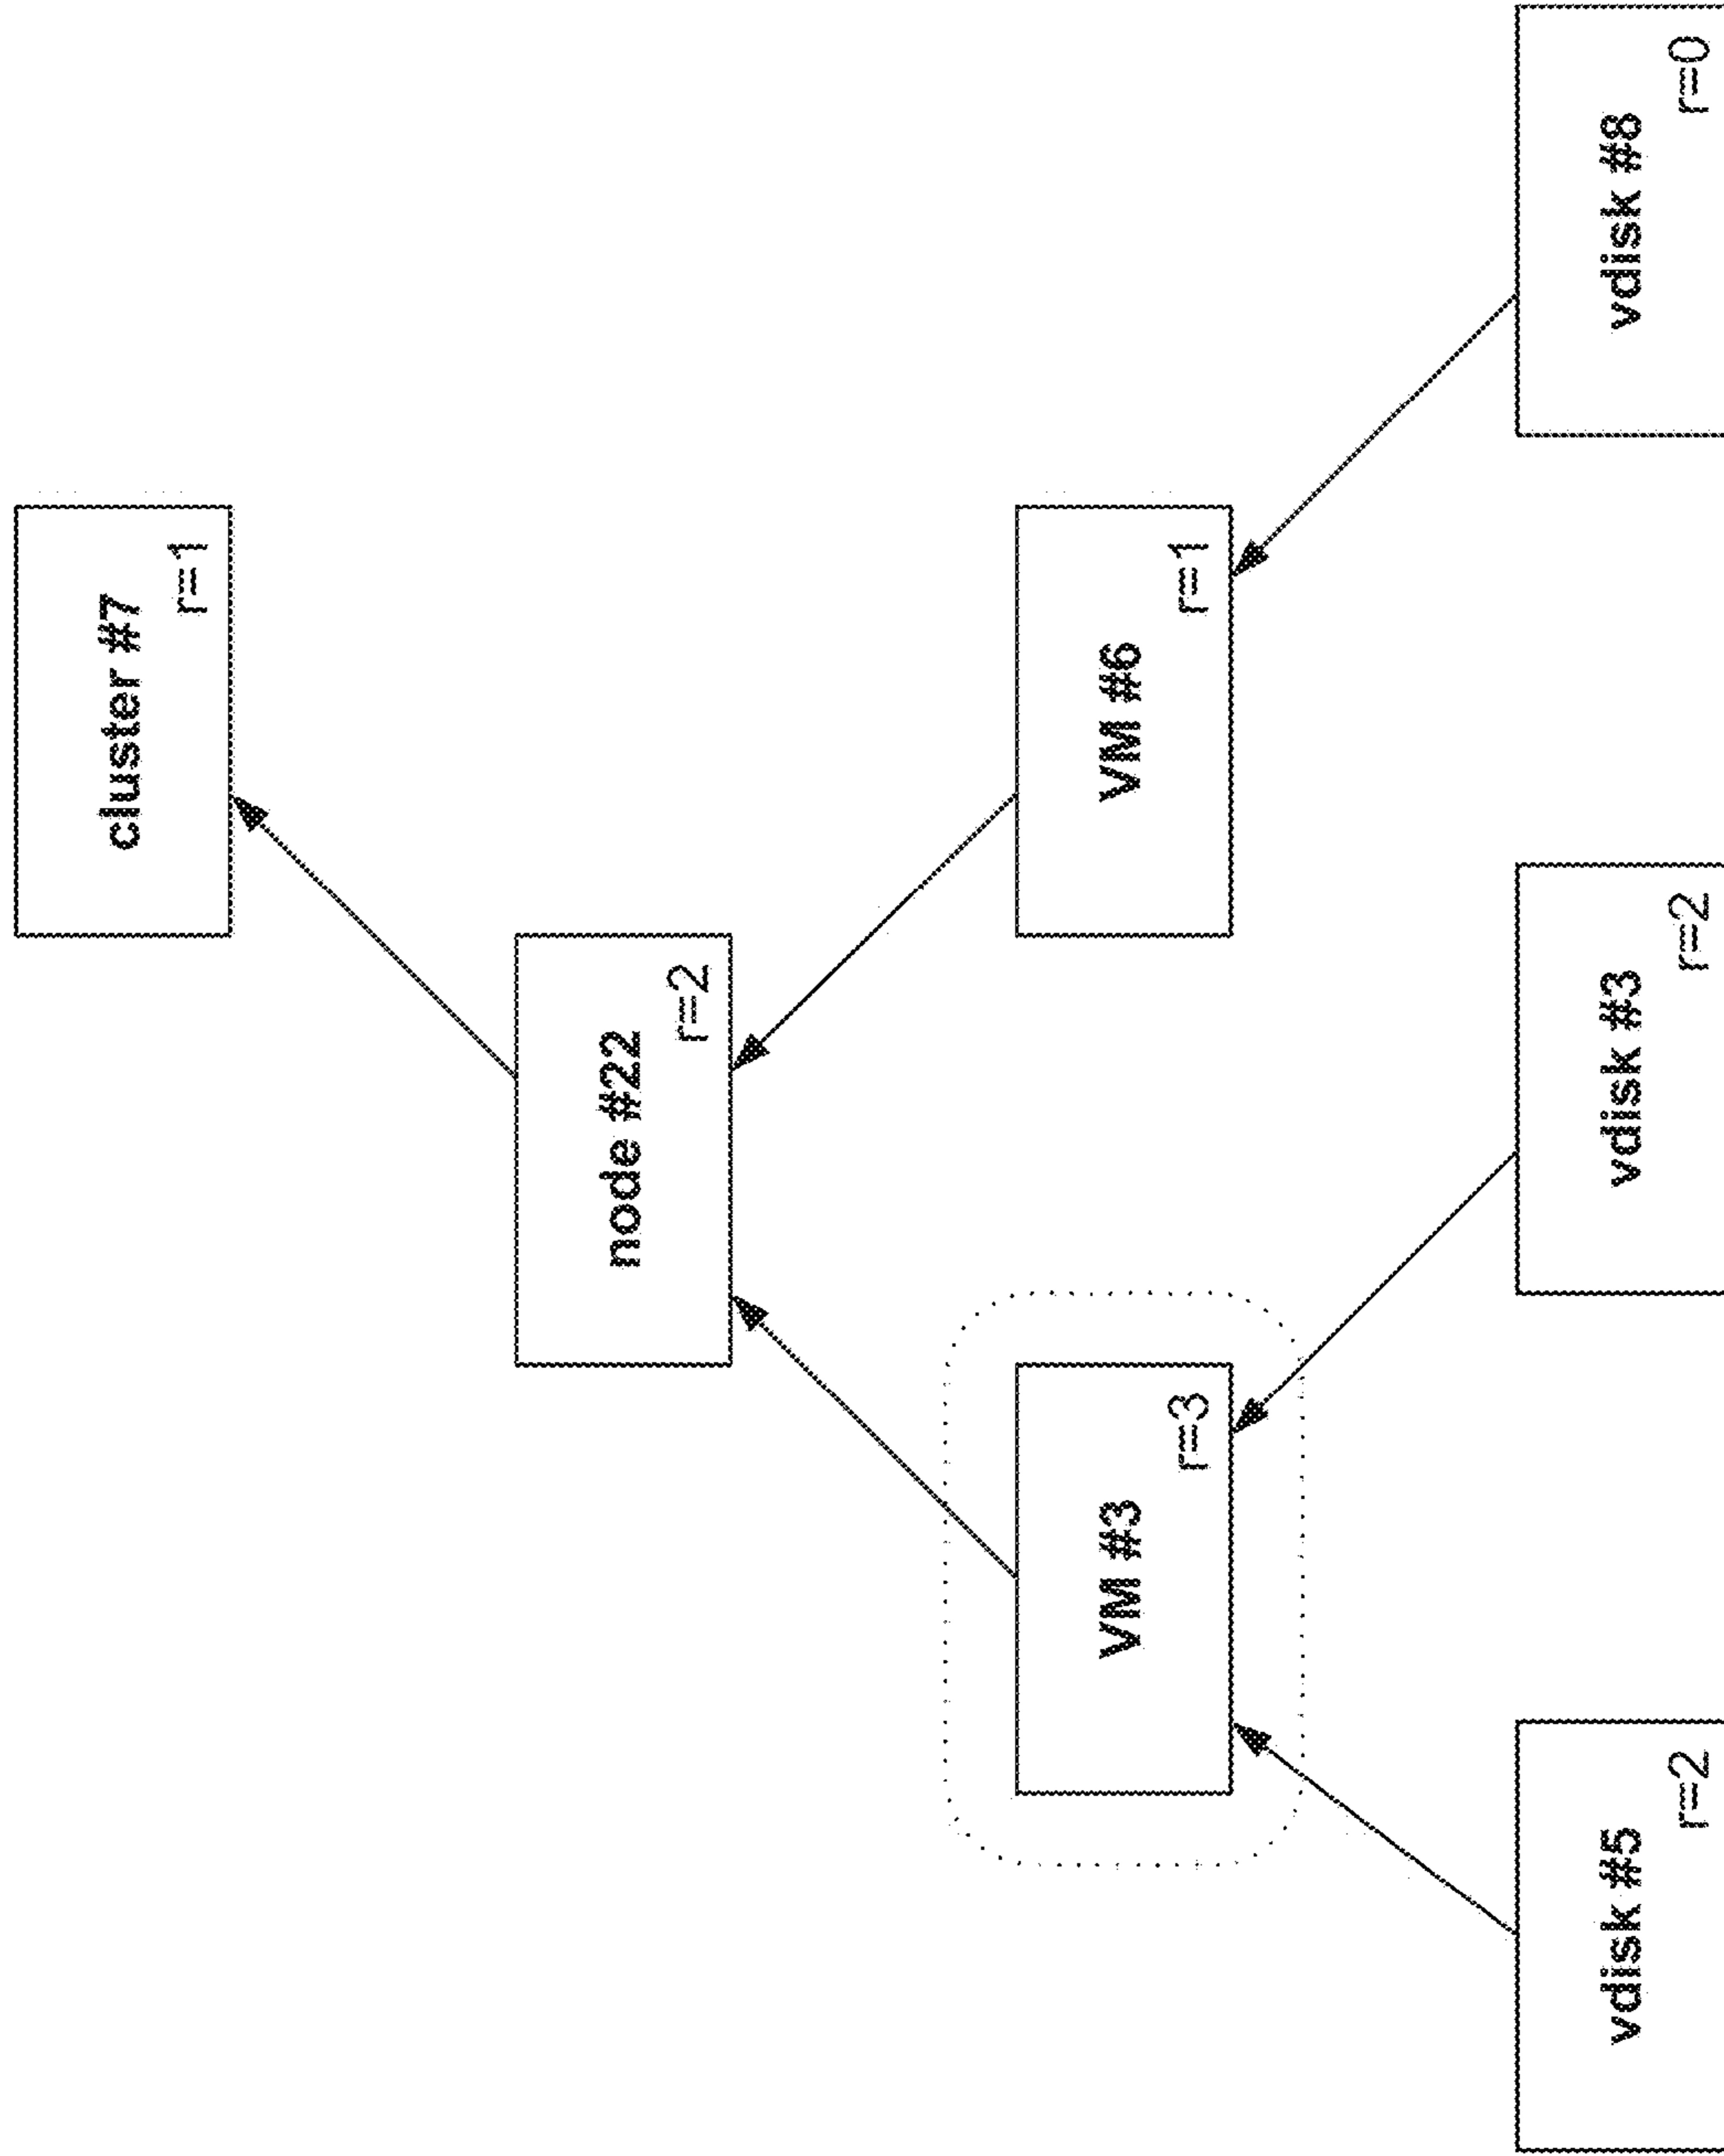 cluster #7
r=1
node #22
r=2
VM #3
r=3
VM #6
r=1
vdisk #5
r=2
vdisk #3
r=2
vdisk #8
r=0